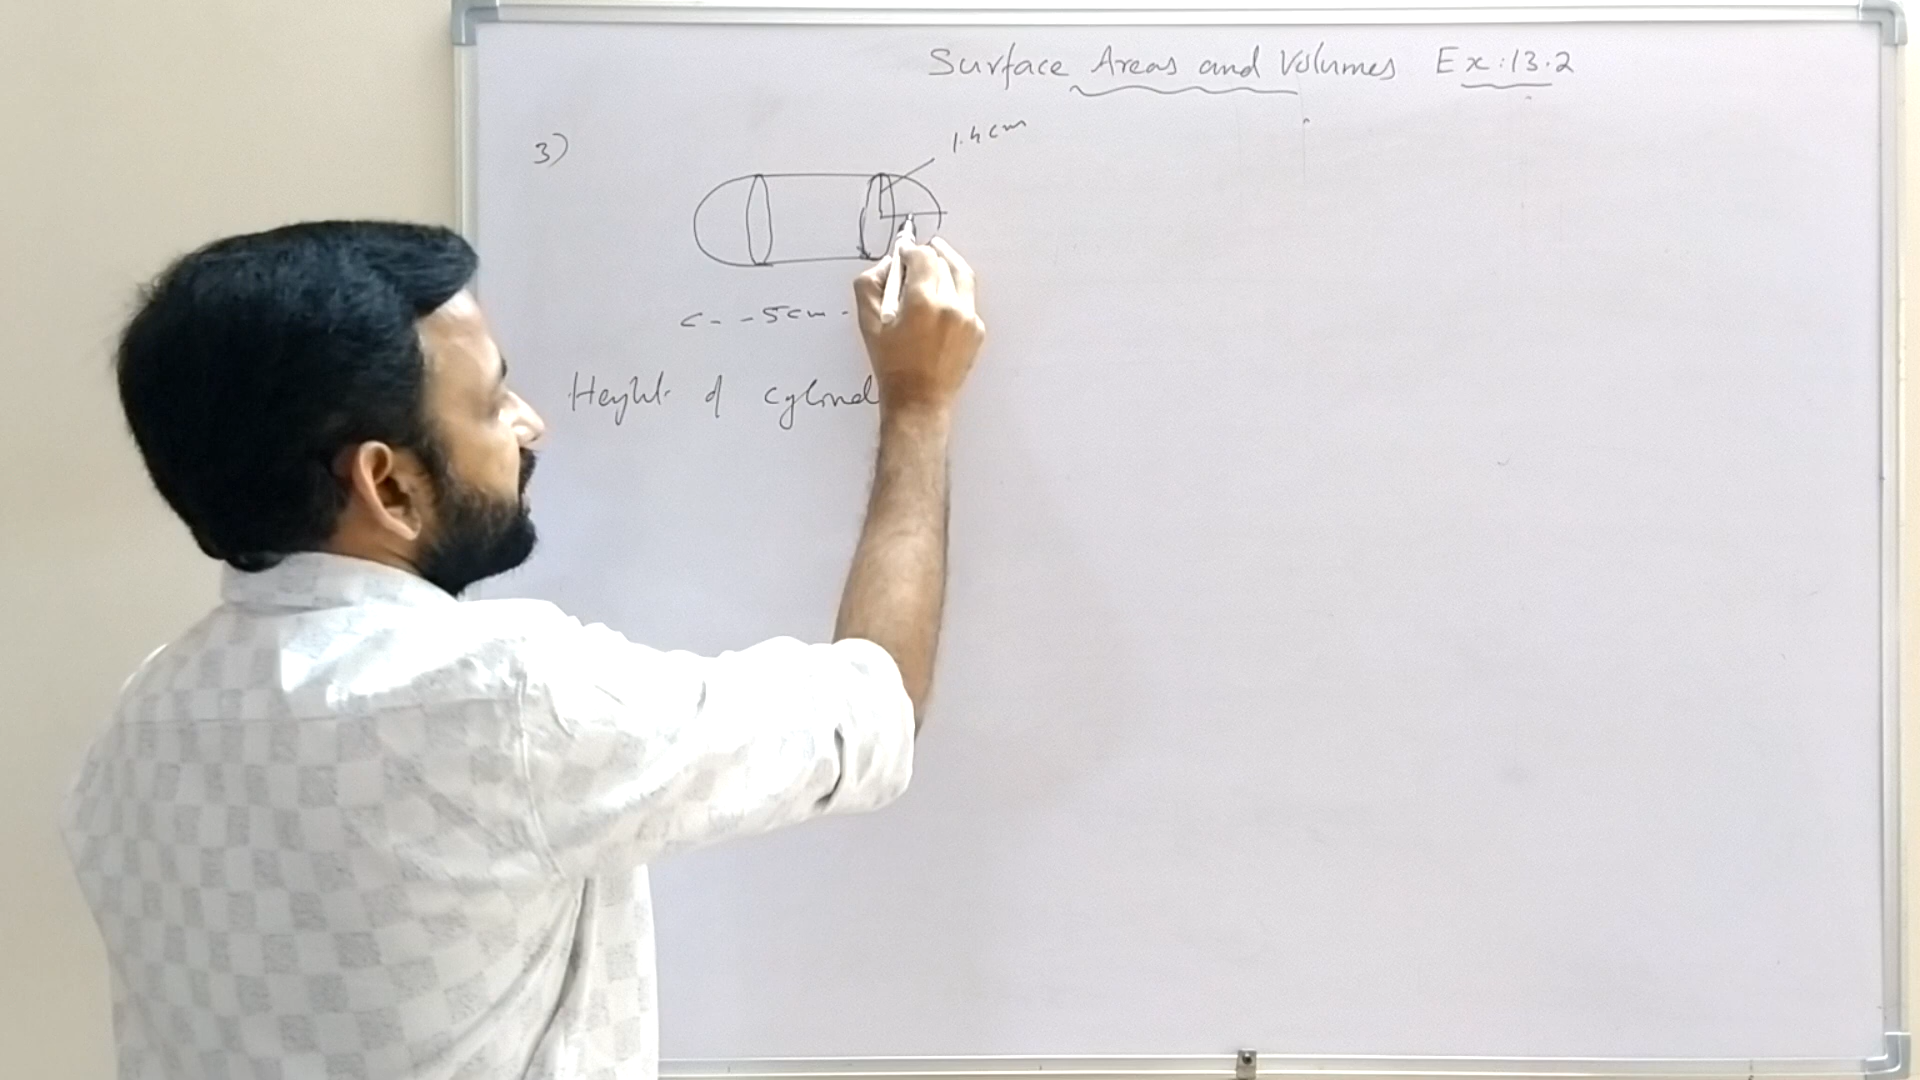 Surface Areas and Volumes Ex:13.2
3)
1.4cm
<- -5cm -
Height of cylind